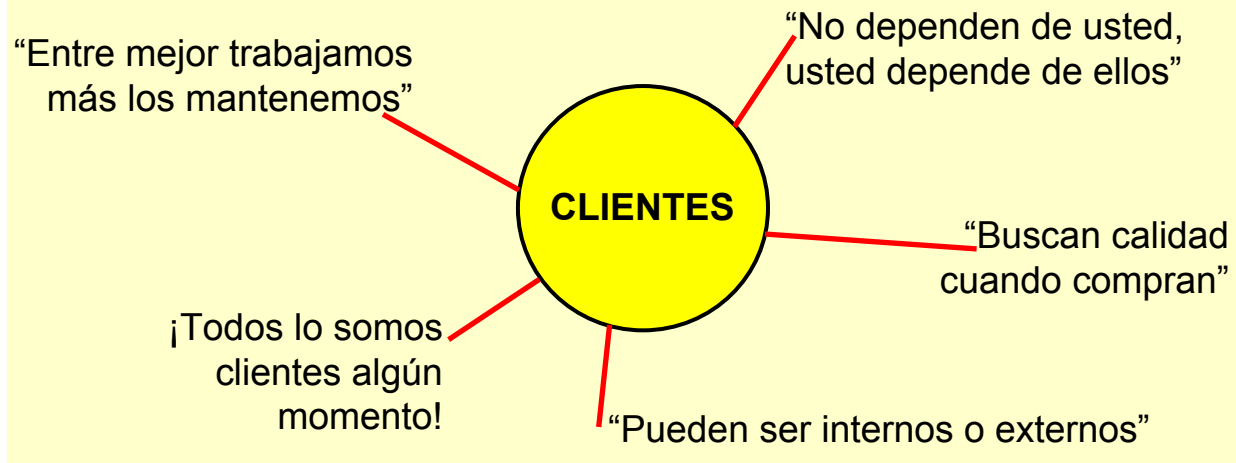 “Entre mejor trabajamos
más los mantenemos”
“No dependen de usted,
usted depende de ellos”
CLIENTES
“Buscan calidad
cuando compran”
¡Todos lo somos
clientes algún
momento!
“Pueden ser internos o externos”